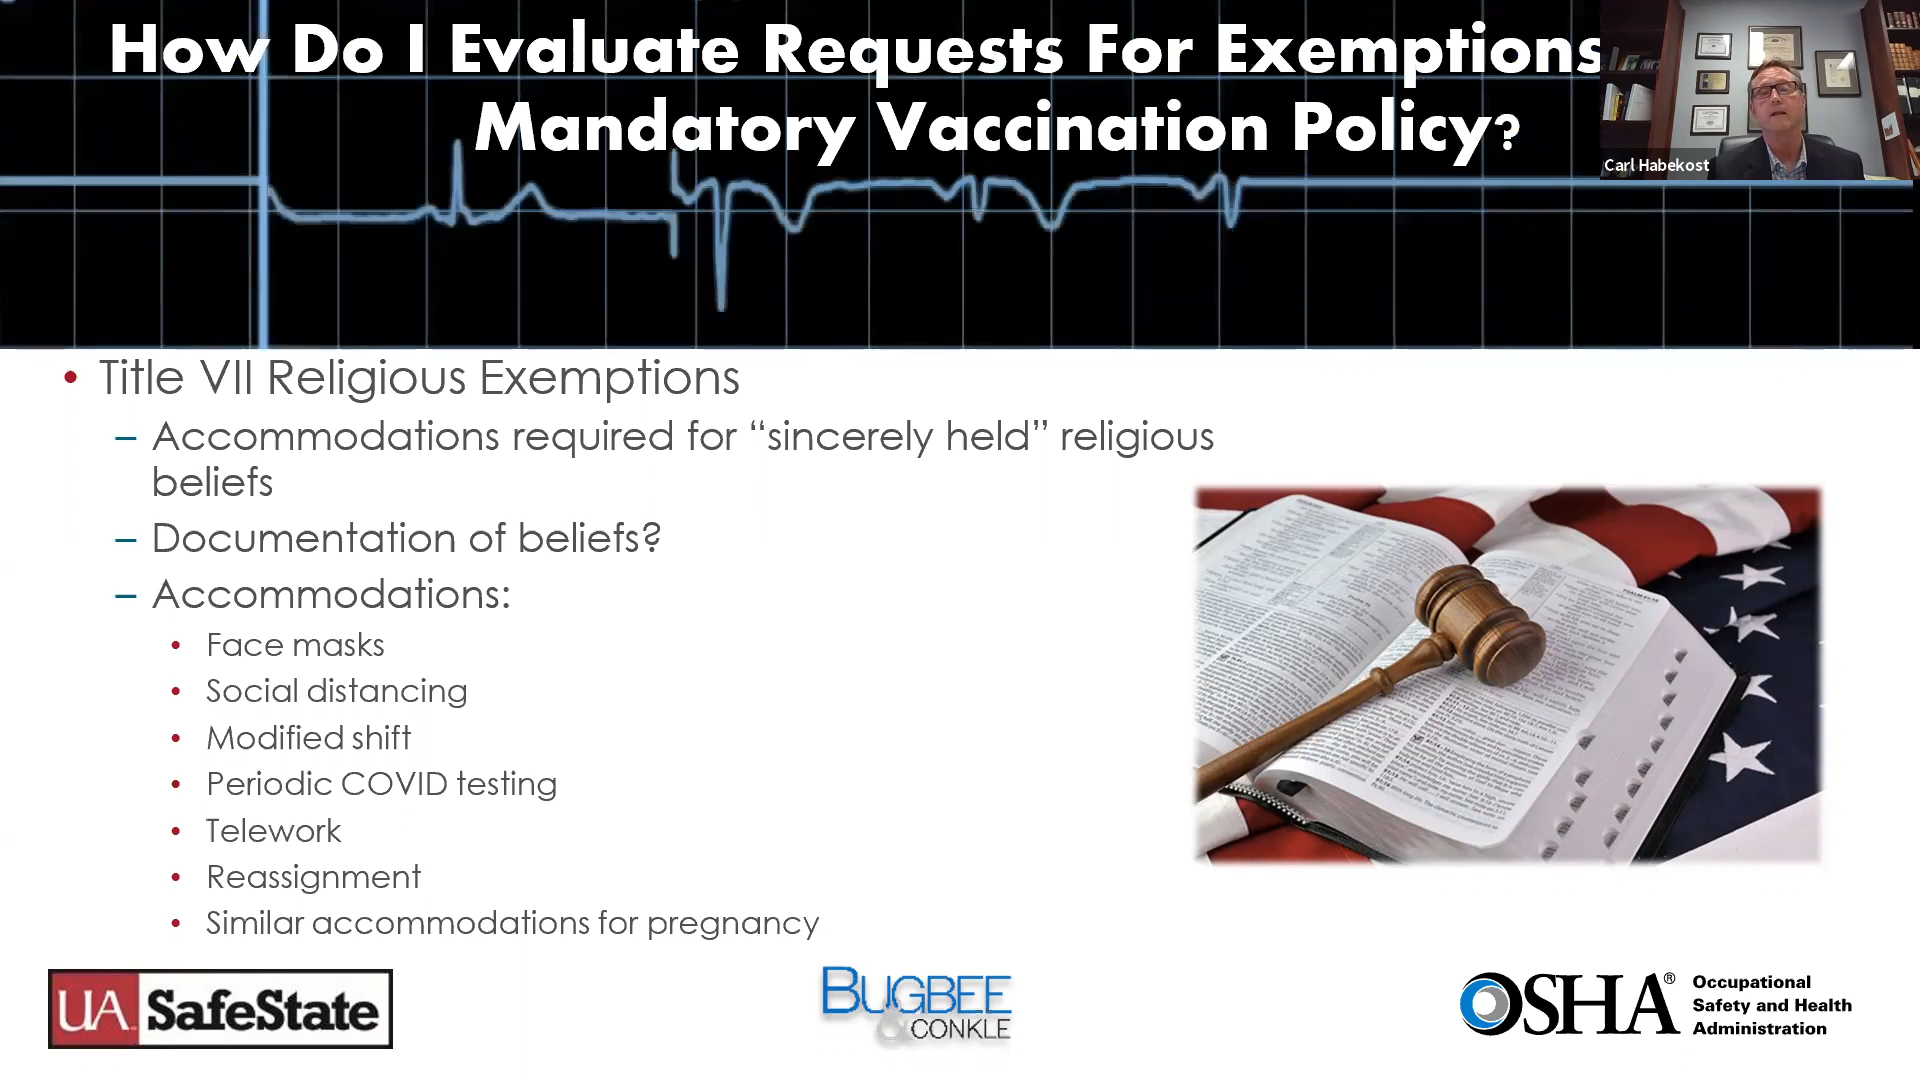 How Do I Evaluate Requests For Exemptions
Mandatory Vaccination Policy?
Carl Habekost
• Title VII Religious Exemptions
– Accommodations required for “sincerely held” religious
beliefs
– Documentation of beliefs?
– Accommodations:
• Face masks
• Social distancing
• Modified shift
• Periodic COVID testing
• Telework
• Reassignment
• Similar accommodations for pregnancy
UA SafeState
BUGBEE
& CONKLE
OSHA®
Occupational
Safety and Health
Administration